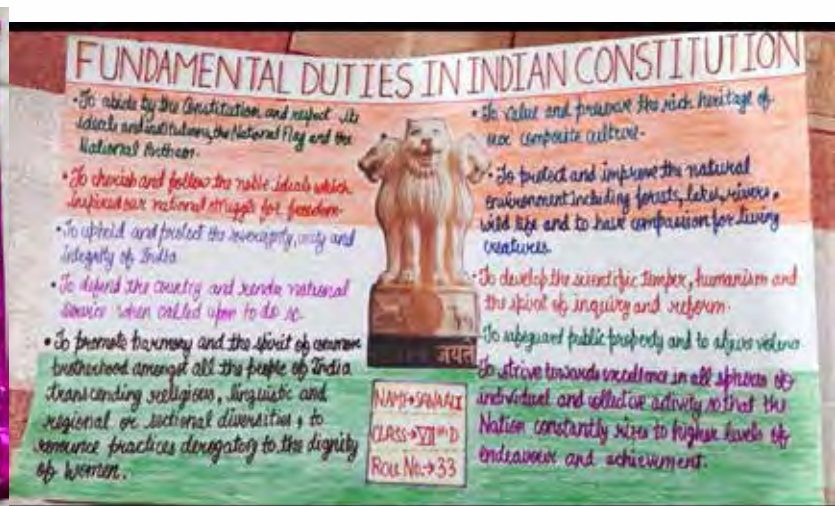 FUNDAMENTAL DUTIES IN INDIAN CONSTITUTION
• To abide by the Constitution and respect its
ideals and institutions, the National Flag and the
National Anthem.
• To cherish and follow the noble ideals which
inspired our national struggle for freedom.
• To uphold and protect the sovereignty, unity and
integrity of India
• To defend the country and render national
service when called upon to do so.
• To promote harmony and the spirit of common
brotherhood amongst all the people of India
transcending religious, linguistic and
regional or sectional diversities, to
renounce practices derogatory to the dignity
of women.
• To value and preserve the rich heritage of
our composite culture.
• To protect and improve the natural
environment including forests, lakes, rivers,
wild life and to have compassion for living
creatures.
• To develop the scientific temper, humanism and
the spirit of inquiry and reform.
To safeguard public property and to abjure violence
To strive towards excellence in all spheres of
individual and collective activity so that the
Nation constantly rises to higher levels of
endeavour and achievement.
जयते
NAME→SANA ALI
CLASS→VIIth D
ROLL No.→33